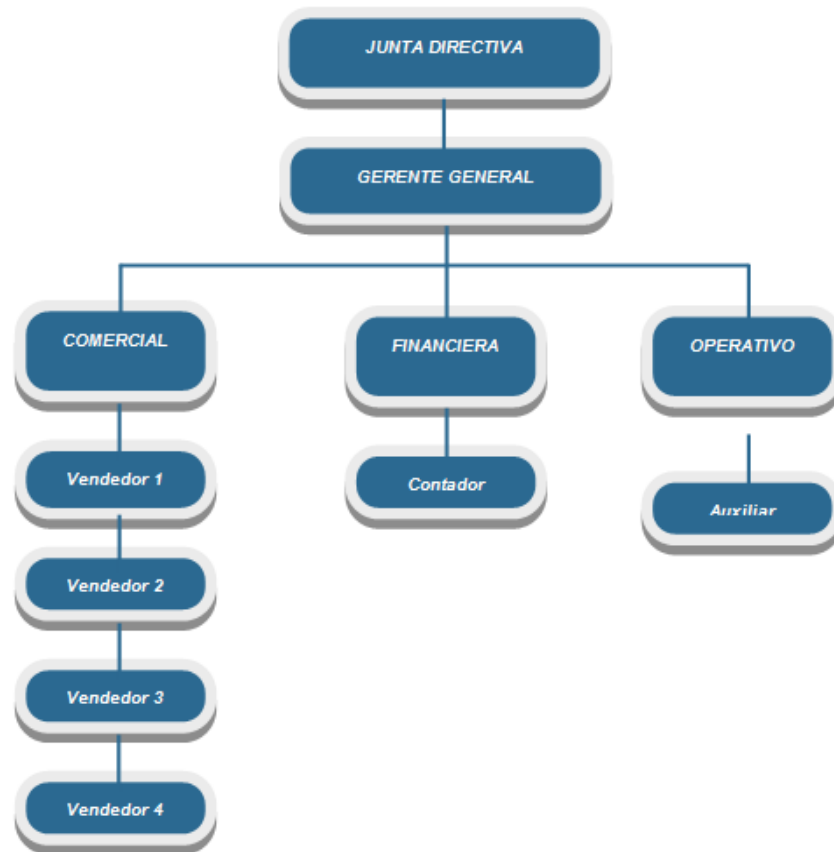 JUNTA DIRECTIVA
GERENTE GENERAL
COMERCIAL
FINANCIERA
OPERATIVO
Vendedor 1
Contador
Auxiliar
Vendedor 2
Vendedor 3
Vendedor 4